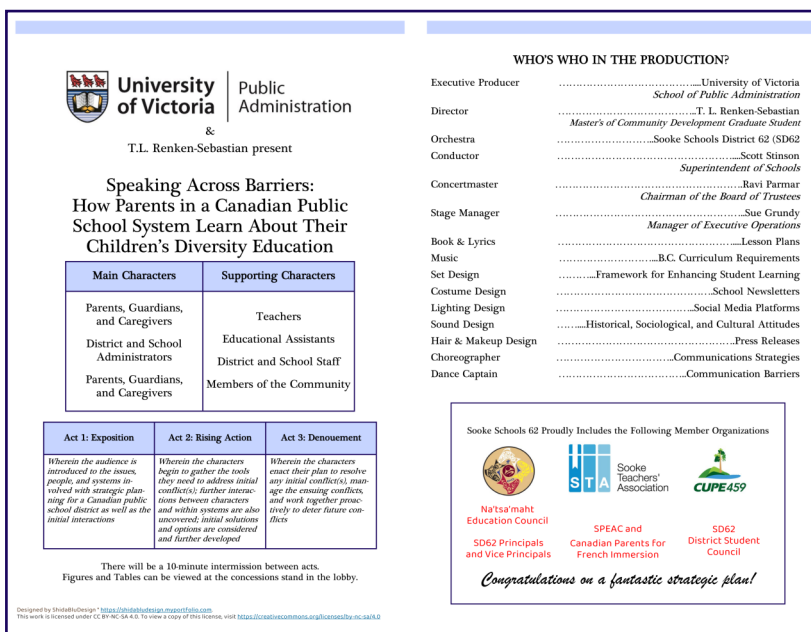 University
of Victoria
Public
Administration
&
T.L. Renken-Sebastian present
Speaking Across Barriers:
How Parents in a Canadian Public
School System Learn About Their
Children's Diversity Education
Main Characters
Supporting Characters
Parents, Guardians,
and Caregivers
District and School
Administrators
Parents, Guardians,
and Caregivers
Teachers
Educational Assistants
District and School Staff
Members of the Community
Act 1: Exposition
Act 2: Rising Action
Act 3: Denouement
Wherein the audience is
introduced to the issues,
people, and systems in-
volved with strategic plan-
ning for a Canadian public
school district as well as the
initial interactions
Wherein the characters
begin to gather the tools
they need to address initial
conflict(s); further interac-
tions between characters
and within systems are also
uncovered; initial solutions
and options are considered
and further developed
Wherein the characters
enact their plan to resolve
any initial conflict(s), man-
age the ensuing conflicts,
and work together proac-
tively to deter future con-
flicts
There will be a 10-minute intermission between acts.
Figures and Tables can be viewed at the concessions stand in the lobby.
Designed by ShidaBluDesign * https://shidabludesign.myportfolio.com
This work is licensed under CC BY-NC-SA 4.0. To view a copy of this license, visit https://creativecommons.org/licenses/by-nc-sa/4.0
WHO'S WHO IN THE PRODUCTION?
Executive Producer ………………………………....University of Victoria
School of Public Administration
Director ………………………………..T. L. Renken-Sebastian
Master's of Community Development Graduate Student
Orchestra ……………………...Sooke Schools District 62 (SD62
Conductor …………………………………………....Scott Stinson
Superintendent of Schools
Concertmaster …………………………………………….Ravi Parmar
Chairman of the Board of Trustees
Stage Manager ……………………………………………..Sue Grundy
Manager of Executive Operations
Book & Lyrics …………………………………………....Lesson Plans
Music ……………………...B.C. Curriculum Requirements
Set Design ………...Framework for Enhancing Student Learning
Costume Design …………………………………….School Newsletters
Lighting Design ………………………………..Social Media Platforms
Sound Design ……....Historical, Sociological, and Cultural Attitudes
Hair & Makeup Design ………………………………………….Press Releases
Choreographer …………………………..Communications Strategies
Dance Captain ……………………………..Communication Barriers
Sooke Schools 62 Proudly Includes the Following Member Organizations
STA
Sooke
Teachers'
Association
CUPE459
Na'tsa'maht
Education Council
SD62 Principals
and Vice Principals
SPEAC and
Canadian Parents for
French Immersion
SD62
District Student
Council
Congratulations on a fantastic strategic plan!